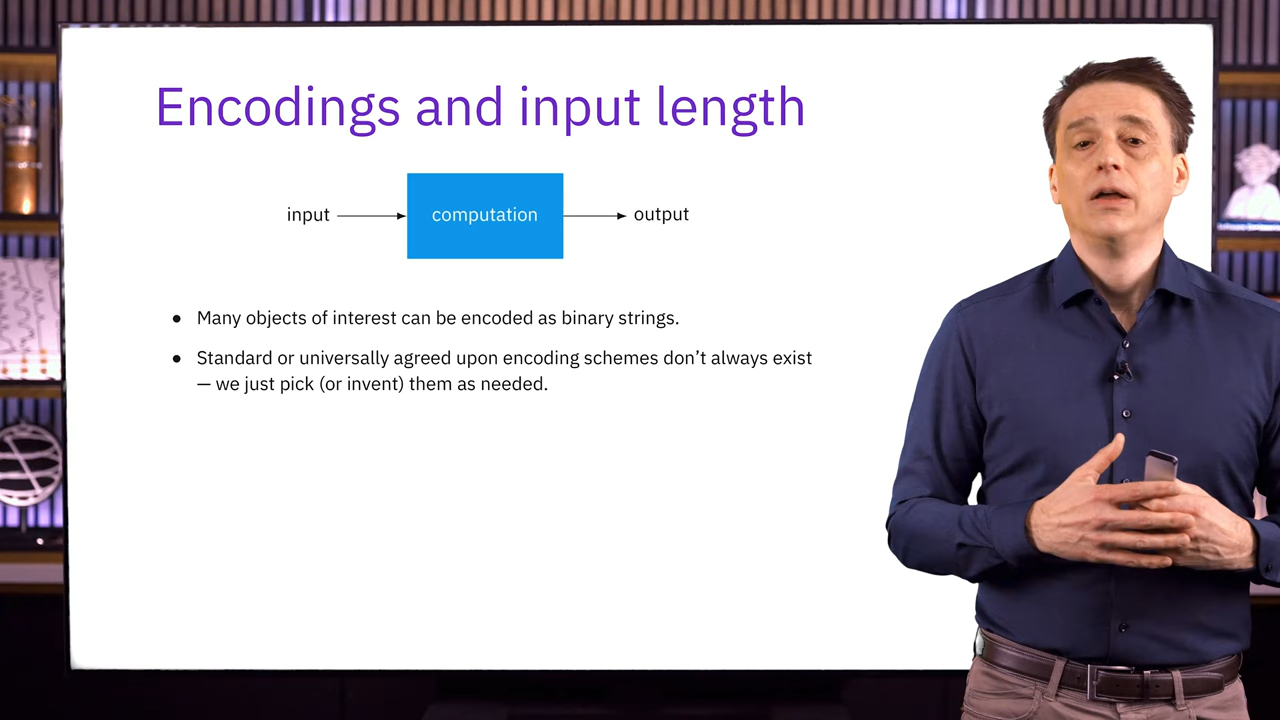 Encodings and input length
input
computation
output
• Many objects of interest can be encoded as binary strings.
• Standard or universally agreed upon encoding schemes don’t always exist
— we just pick (or invent) them as needed.